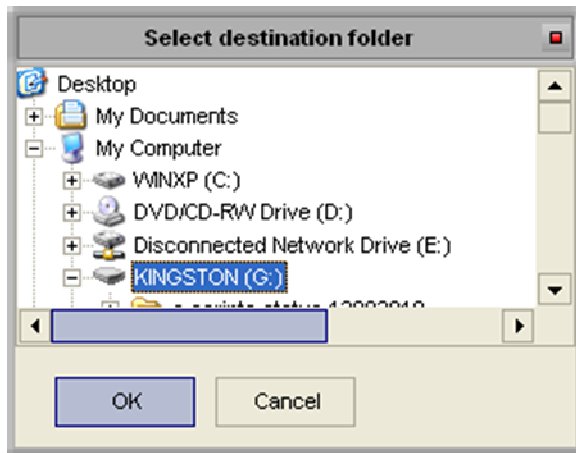 Select destination folder
Desktop
My Documents
My Computer
WINXP (C:)
DVD/CD-RW Drive (D:)
Disconnected Network Drive (E:)
KINGSTON (G:)
OK Cancel